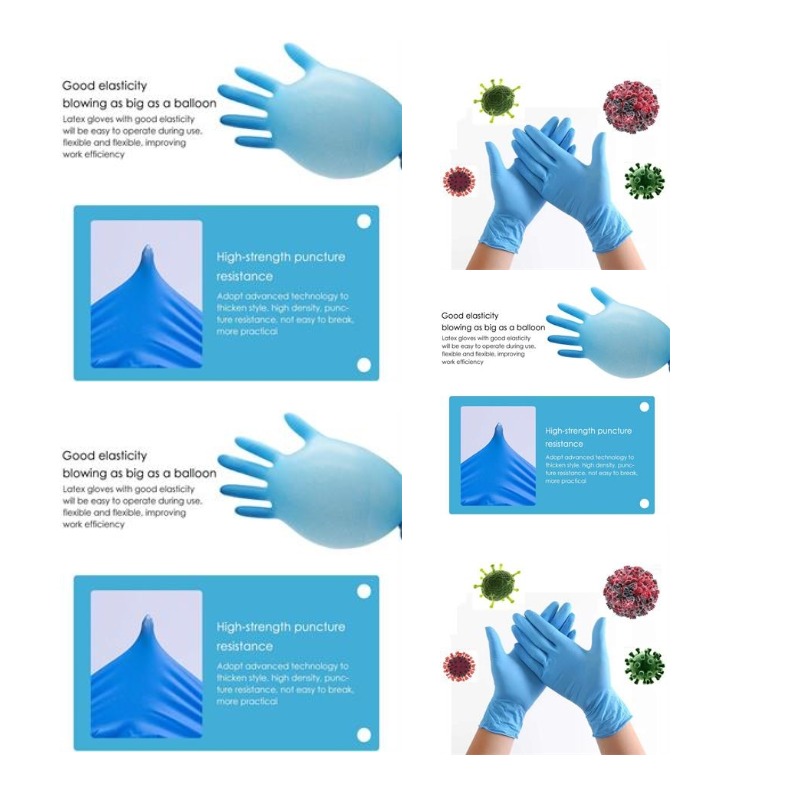 Good elasticity
blowing as big as a balloon
Latex gloves with good elasticity
will be easy to operate during use,
flexible and flexible, improving
work efficiency
High-strength puncture
resistance
Adopt advanced technology to
thicken style, high density, punc-
ture resistance, not easy to break,
more practical
Good elasticity
blowing as big as a balloon
Latex gloves with good elasticity
will be easy to operate during use,
flexible and flexible, improving
work efficiency
High-strength puncture
resistance
Adopt advanced technology to
thicken style, high density, punc-
ture resistance, not easy to break,
more practical
Good elasticity
blowing as big as a balloon
Latex gloves with good elasticity
will be easy to operate during use,
flexible and flexible, improving
work efficiency
High-strength puncture
resistance
Adopt advanced technology to
thicken style, high density, punc-
ture resistance, not easy to break,
more practical